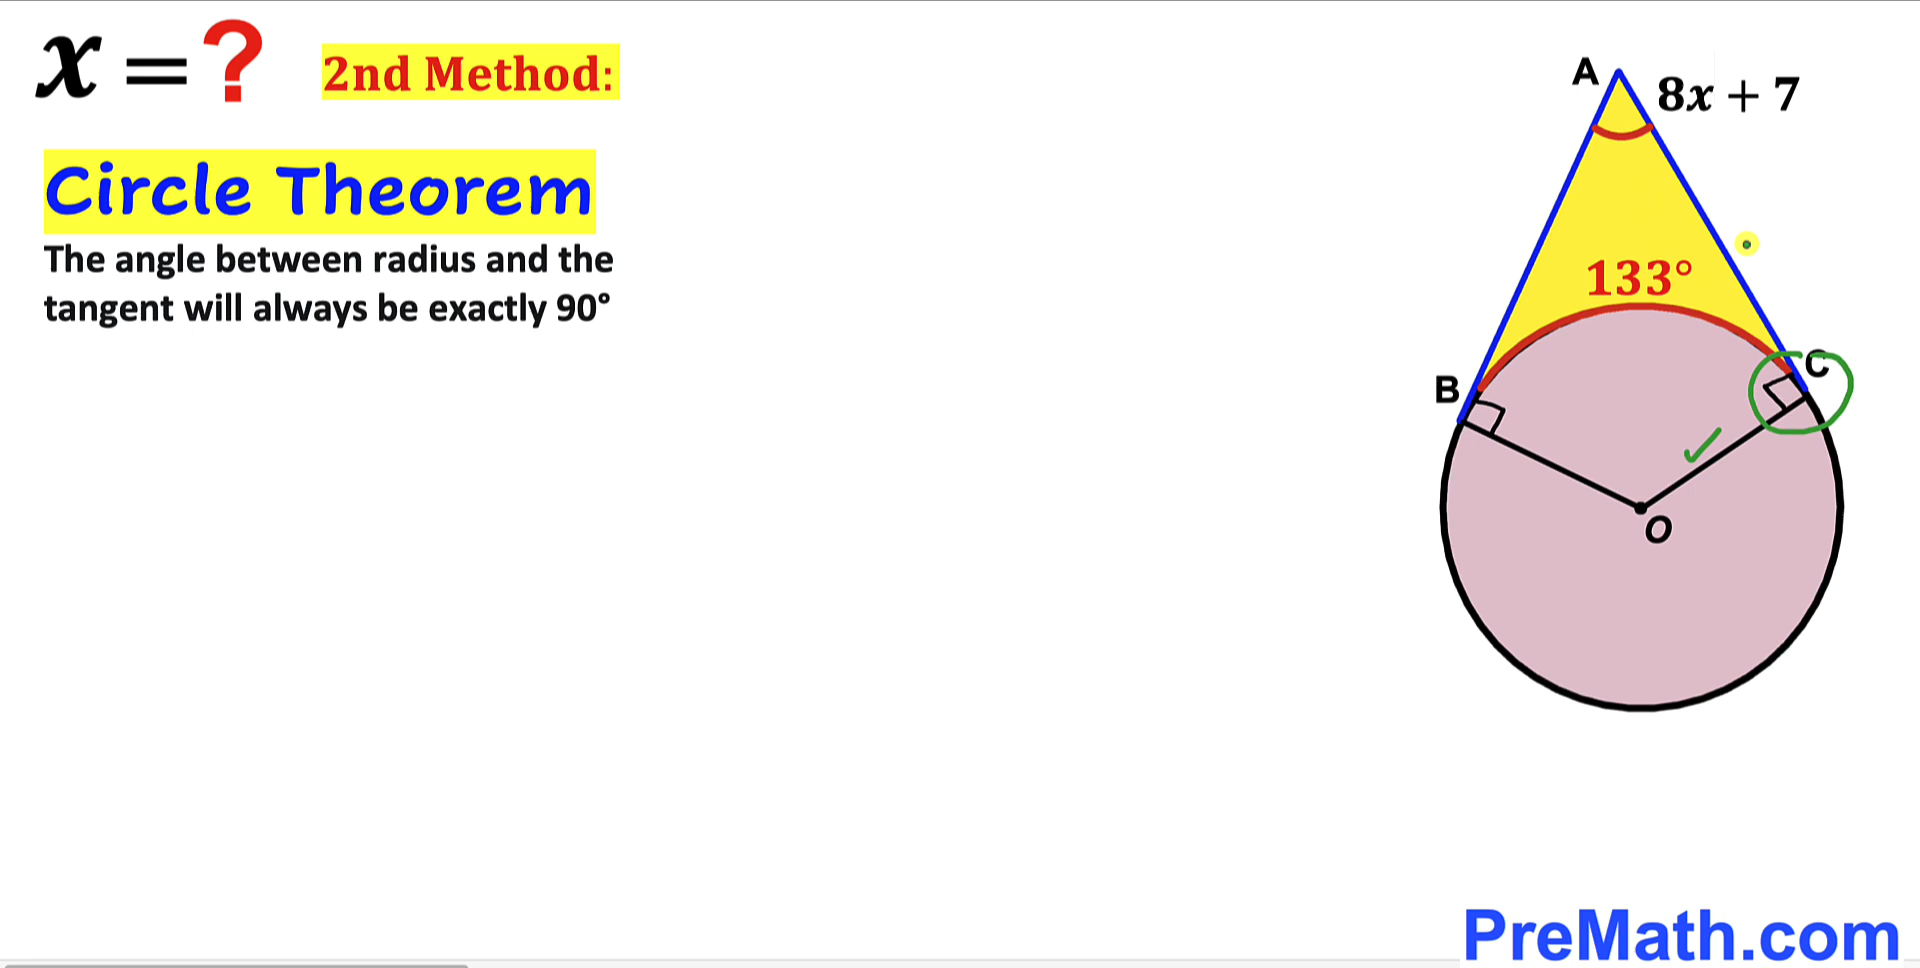 x = ?
2nd Method:
Circle Theorem
The angle between radius and the
tangent will always be exactly 90°
A
8x + 7
133°
B
C
O
PreMath.com